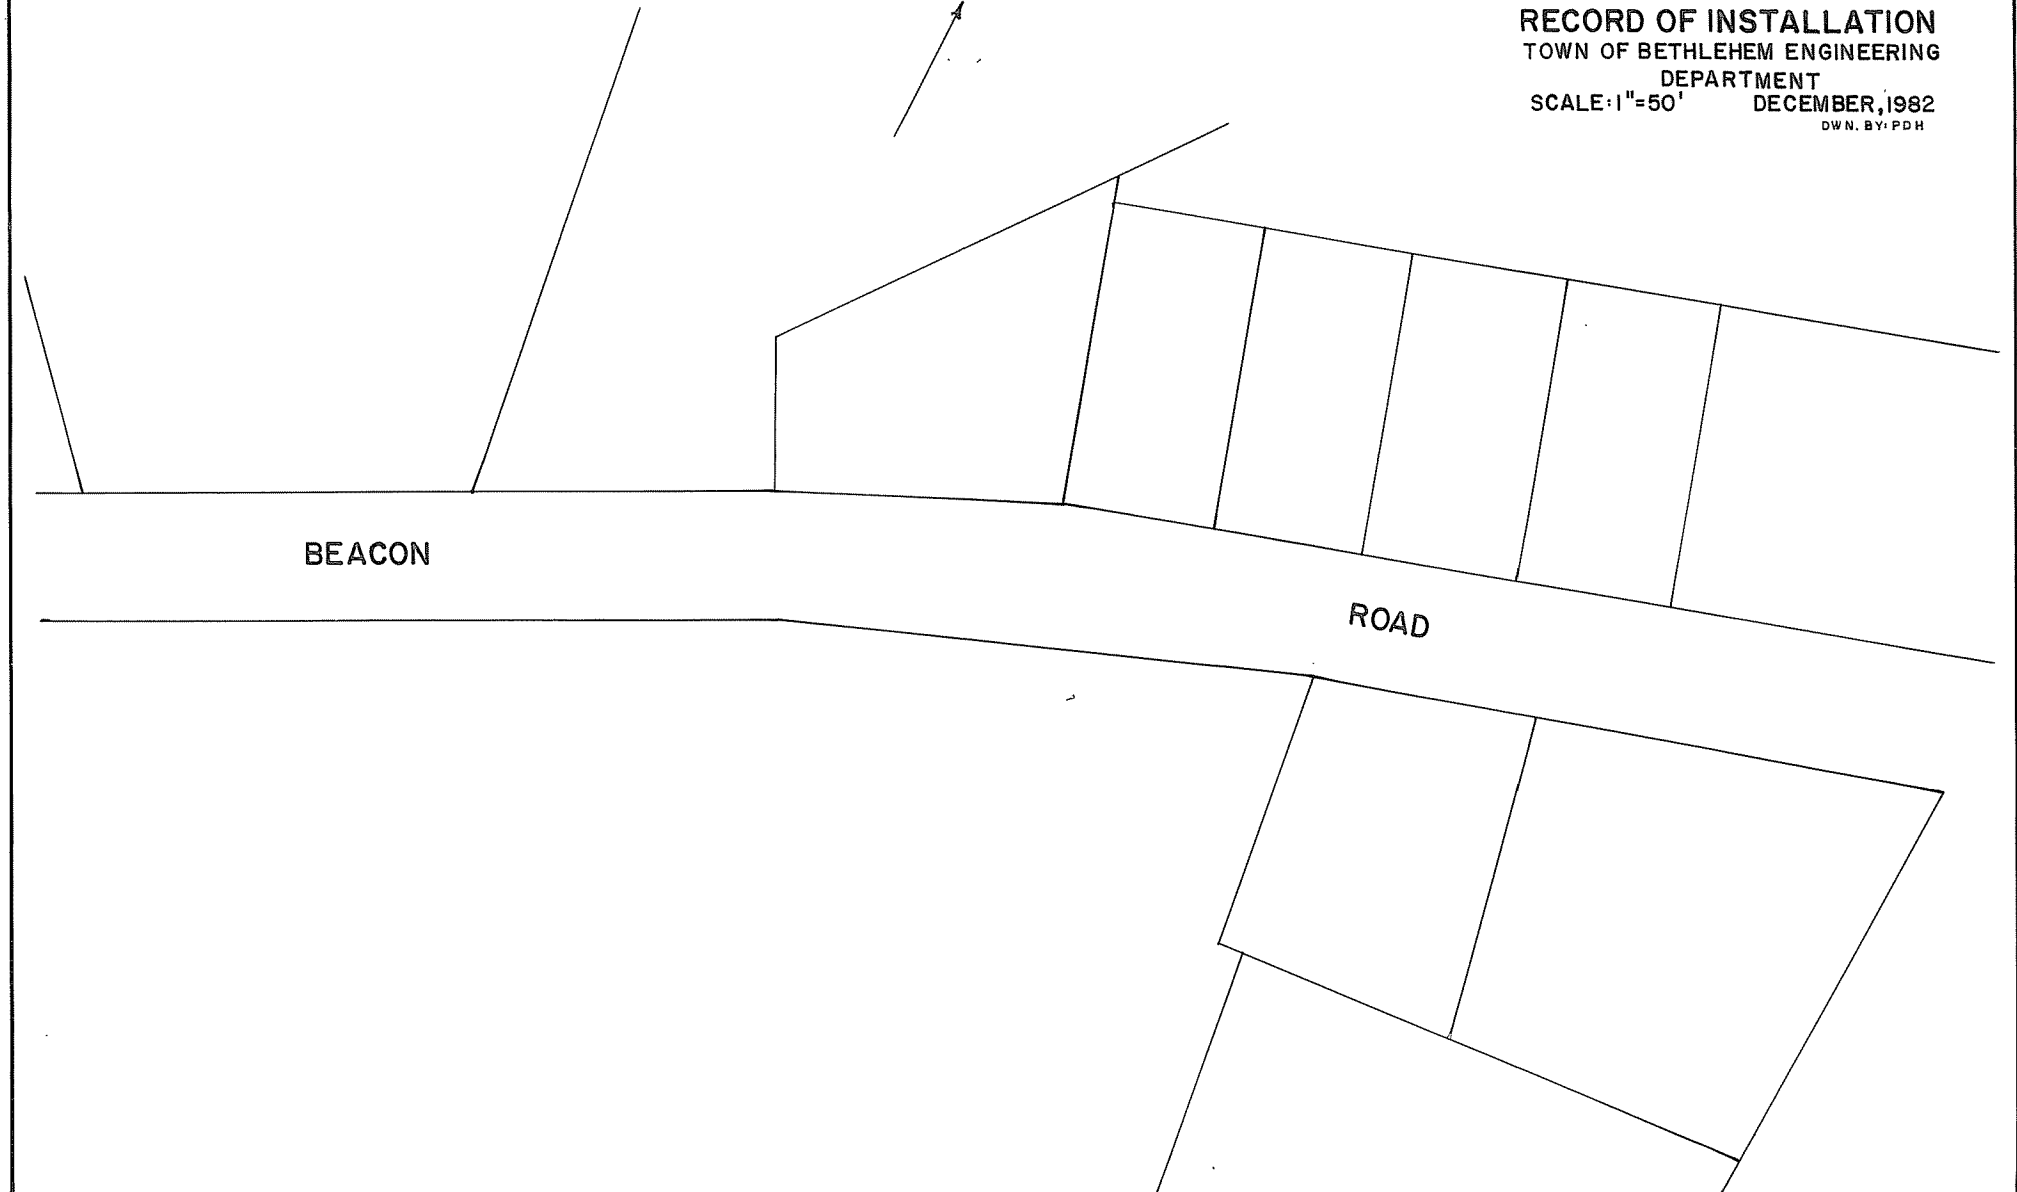 RECORD OF INSTALLATION
TOWN OF BETHLEHEM ENGINEERING
DEPARTMENT
SCALE: 1"=50' DECEMBER, 1982
DWN. BY: PDH
BEACON
ROAD